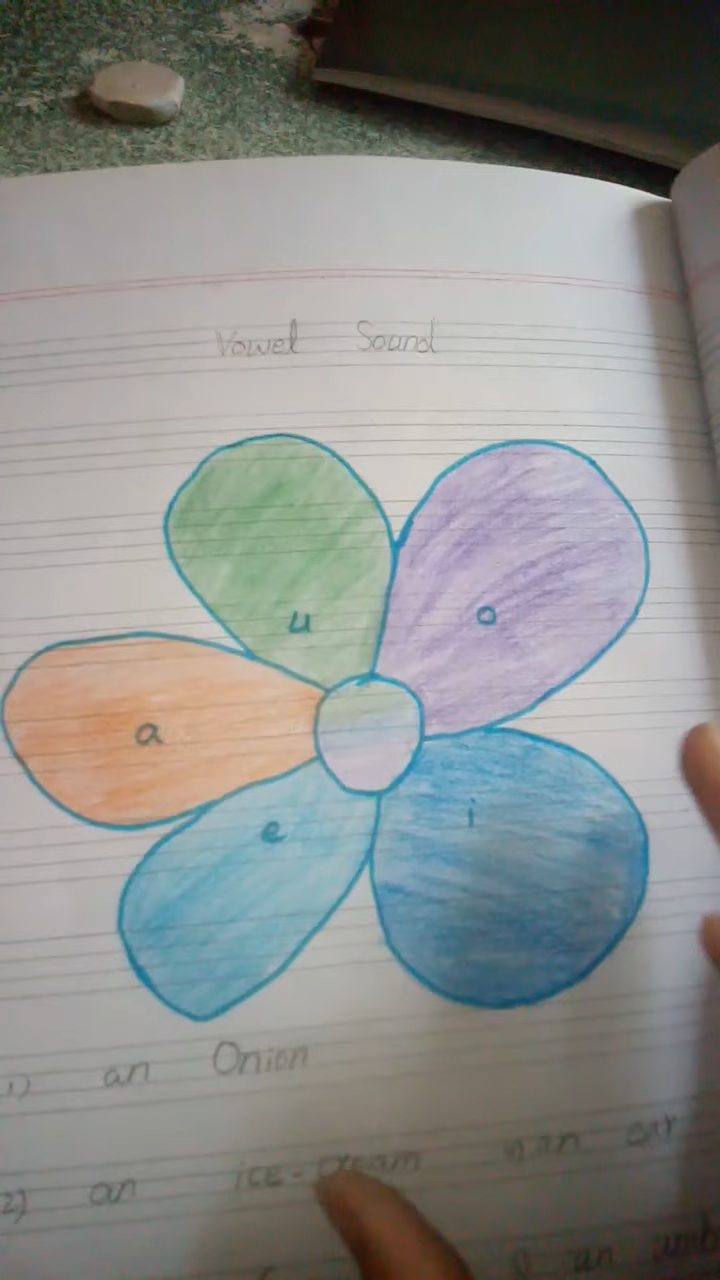 Vowel Sound
u o
a
e i
1) an Onion
2) an ice-cream an ear
an